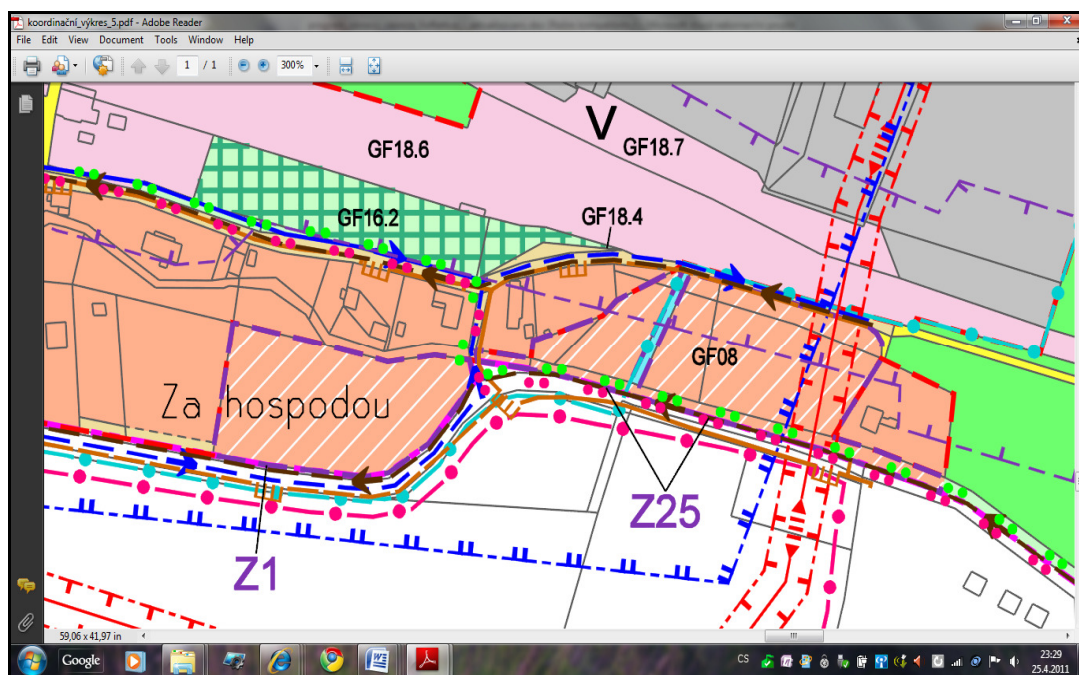 koordinační_výkres_5.pdf - Adobe Reader
File Edit View Document Tools Window Help
1 / 1 300%
V
GF18.6
GF18.7
GF16.2
GF18.4
GF08
Za hospodou
Z25
Z1
59,06 x 41,97 in
Google
CS
23:29
25.4.2011